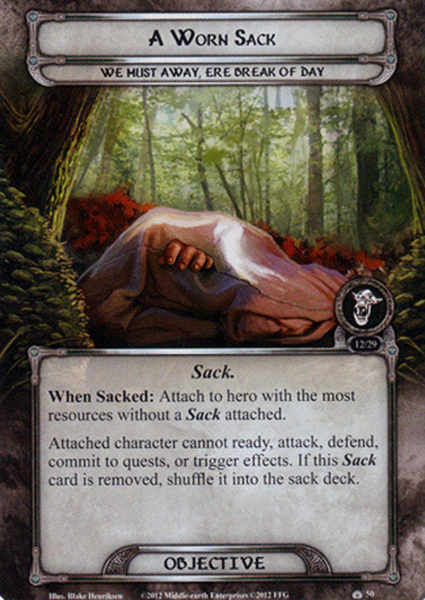 A WORN SACK
WE MUST AWAY, ERE BREAK OF DAY
12/29
Sack.
When Sacked: Attach to hero with the most
resources without a Sack attached.
Attached character cannot ready, attack, defend,
commit to quests, or trigger effects. If this Sack
card is removed, shuffle it into the sack deck.
OBJECTIVE
Illus. Blake Henriksen ©2012 Middle-earth Enterprises ©2012 FFG 50